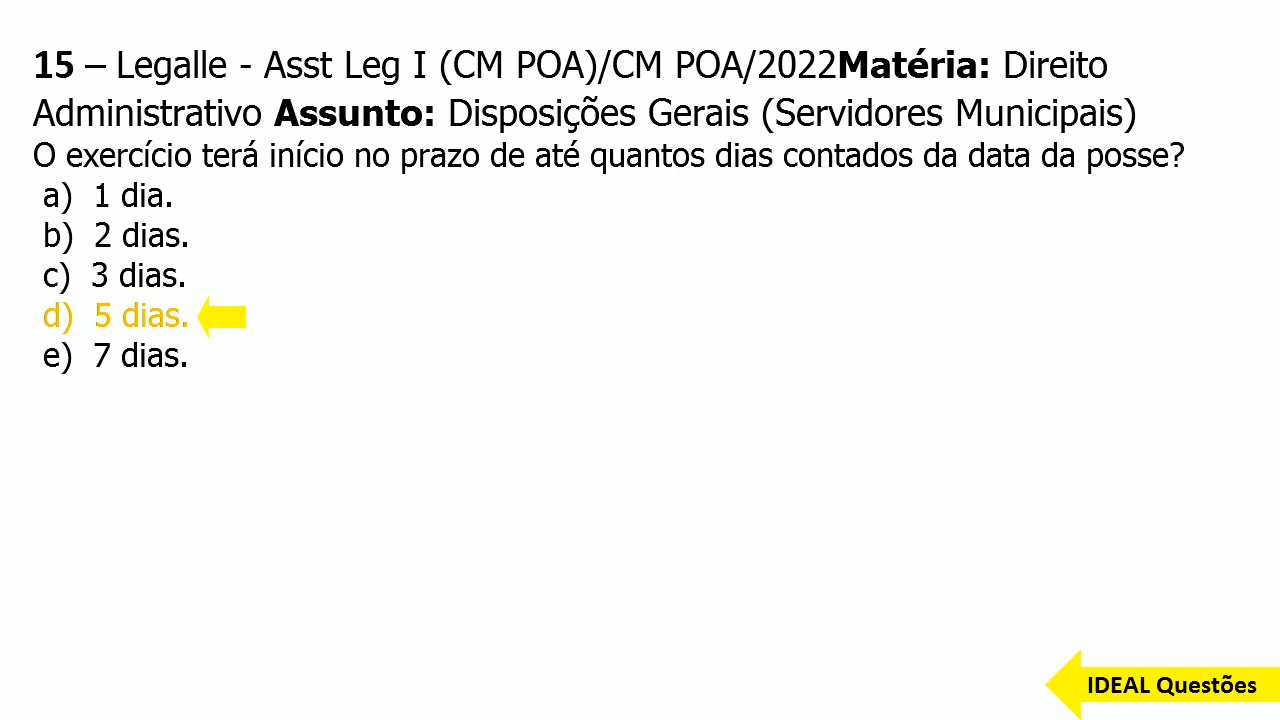 15 – Legalle - Asst Leg I (CM POA)/CM POA/2022Matéria: Direito
Administrativo Assunto: Disposições Gerais (Servidores Municipais)
O exercício terá início no prazo de até quantos dias contados da data da posse?
a) 1 dia.
b) 2 dias.
c) 3 dias.
d) 5 dias.
e) 7 dias.
IDEAL Questões